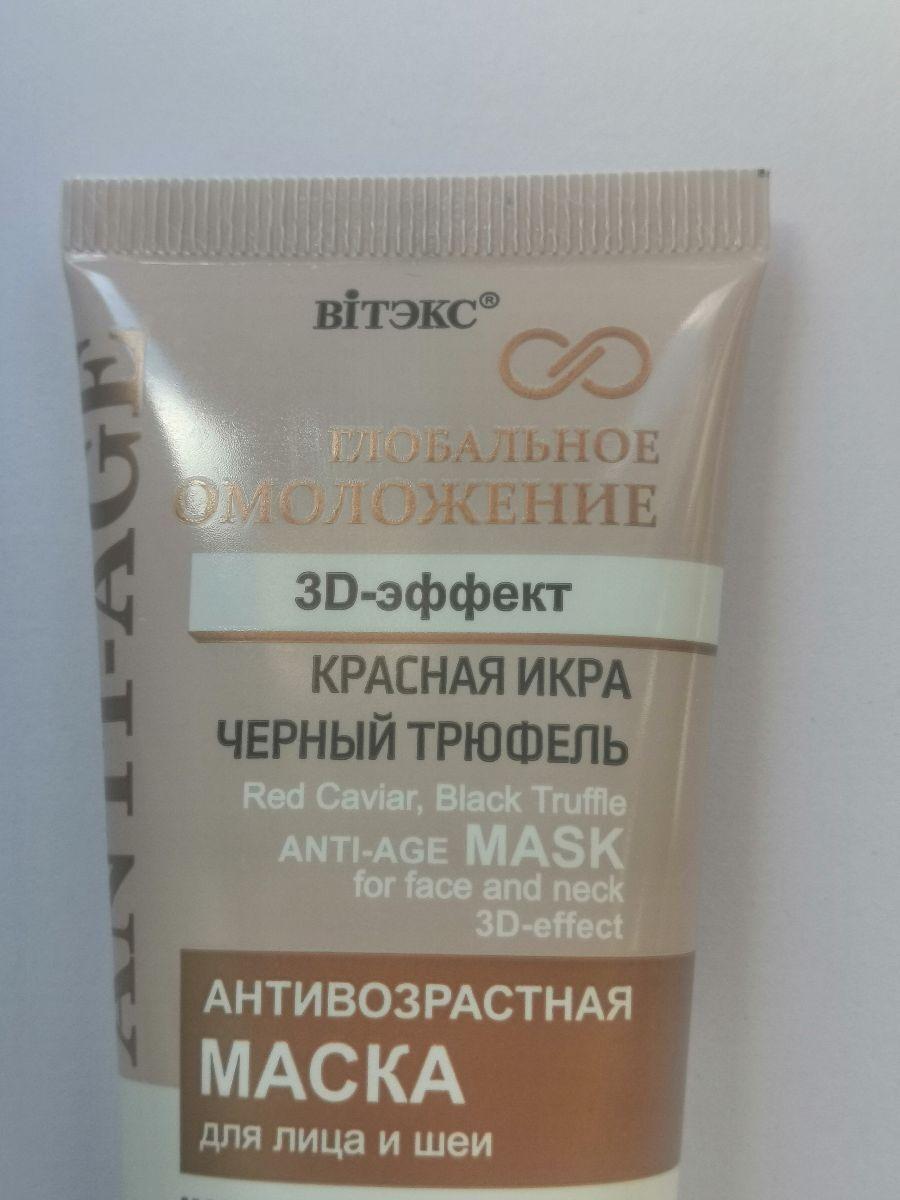 ВіТЭКС®
ГЛОБАЛЬНОЕ
ОМОЛОЖЕНИЕ
3D-эффект
КРАСНАЯ ИКРА
ЧЕРНЫЙ ТРЮФЕЛЬ
Red Caviar, Black Truffle
ANTI-AGE MASK
for face and neck
3D-effect
АНТИВОЗРАСТНАЯ
МАСКА
для лица и шеи
ANTI-AGE